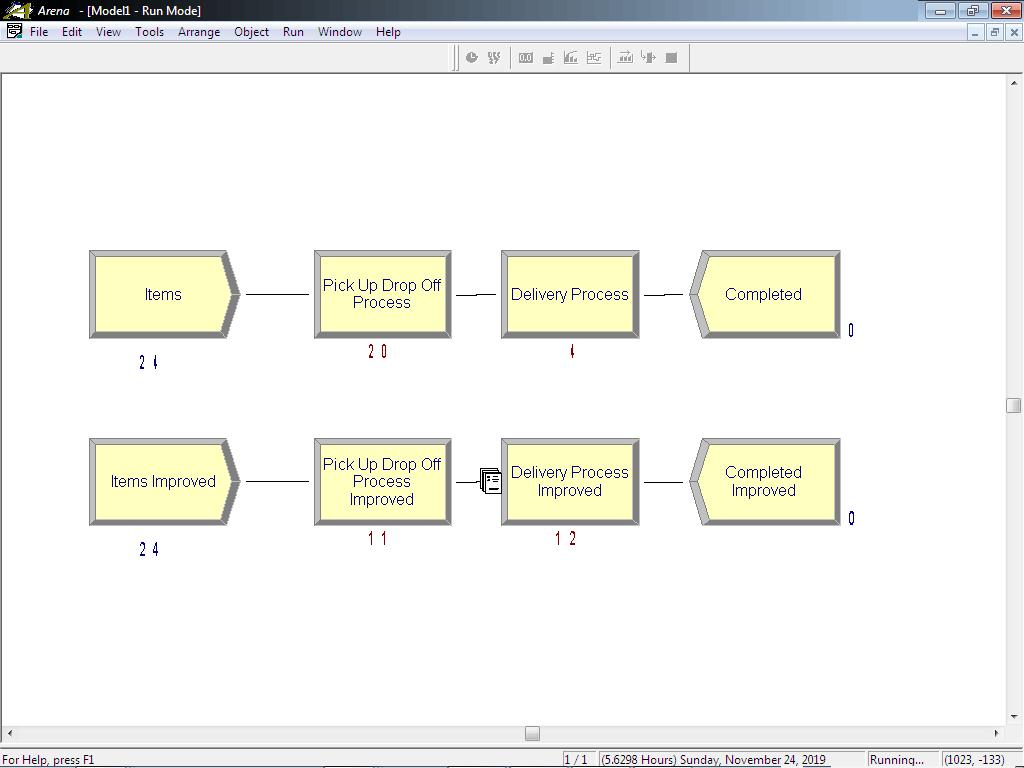 Arena - [Model1 - Run Mode]
File Edit View Tools Arrange Object Run Window Help
0.0
Items
Pick Up Drop Off
Process
Delivery Process
Completed
0
24
20
4
Items Improved
Pick Up Drop Off
Process
Improved
Delivery Process
Improved
Completed
Improved
0
24
11
12
For Help, press F1
1 / 1
(5.6298 Hours) Sunday, November 24, 2019
Running...
(1023, -133)